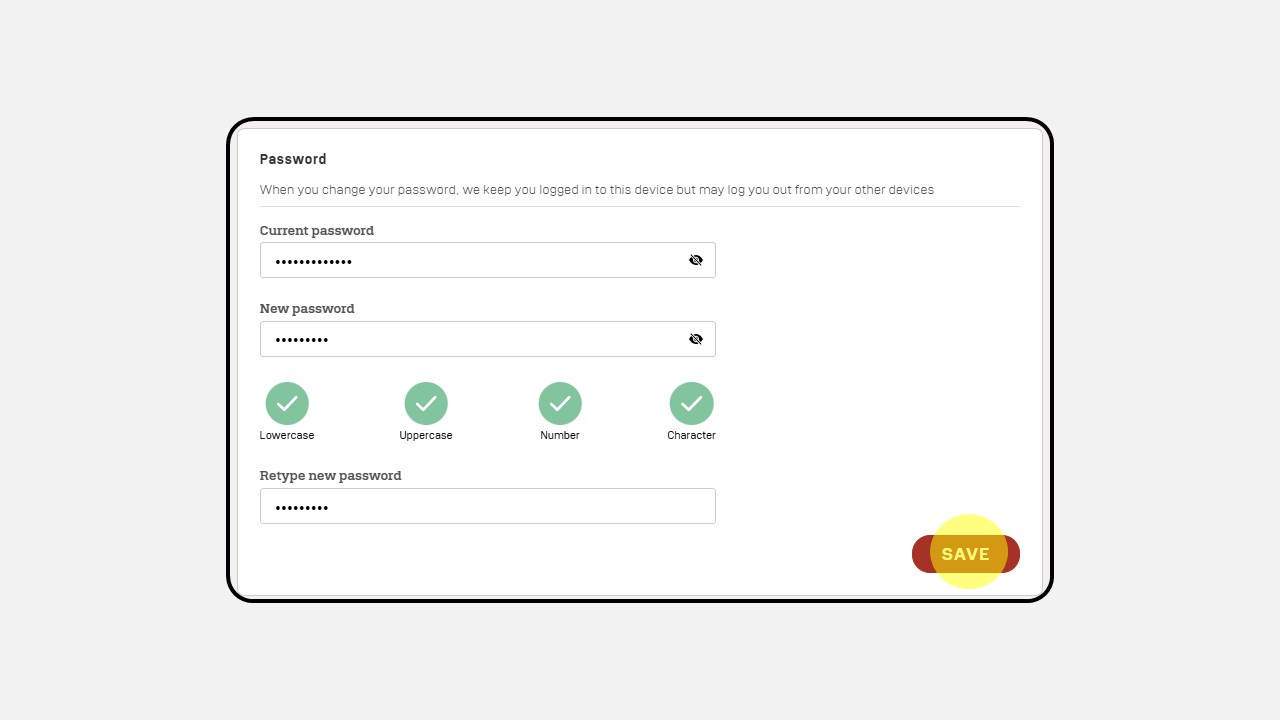 Password
When you change your password, we keep you logged in to this device but may log you out from your other devices
Current password
•••••••••••••
New password
•••••••••
Lowercase Uppercase Number Character
Retype new password
•••••••••
SAVE